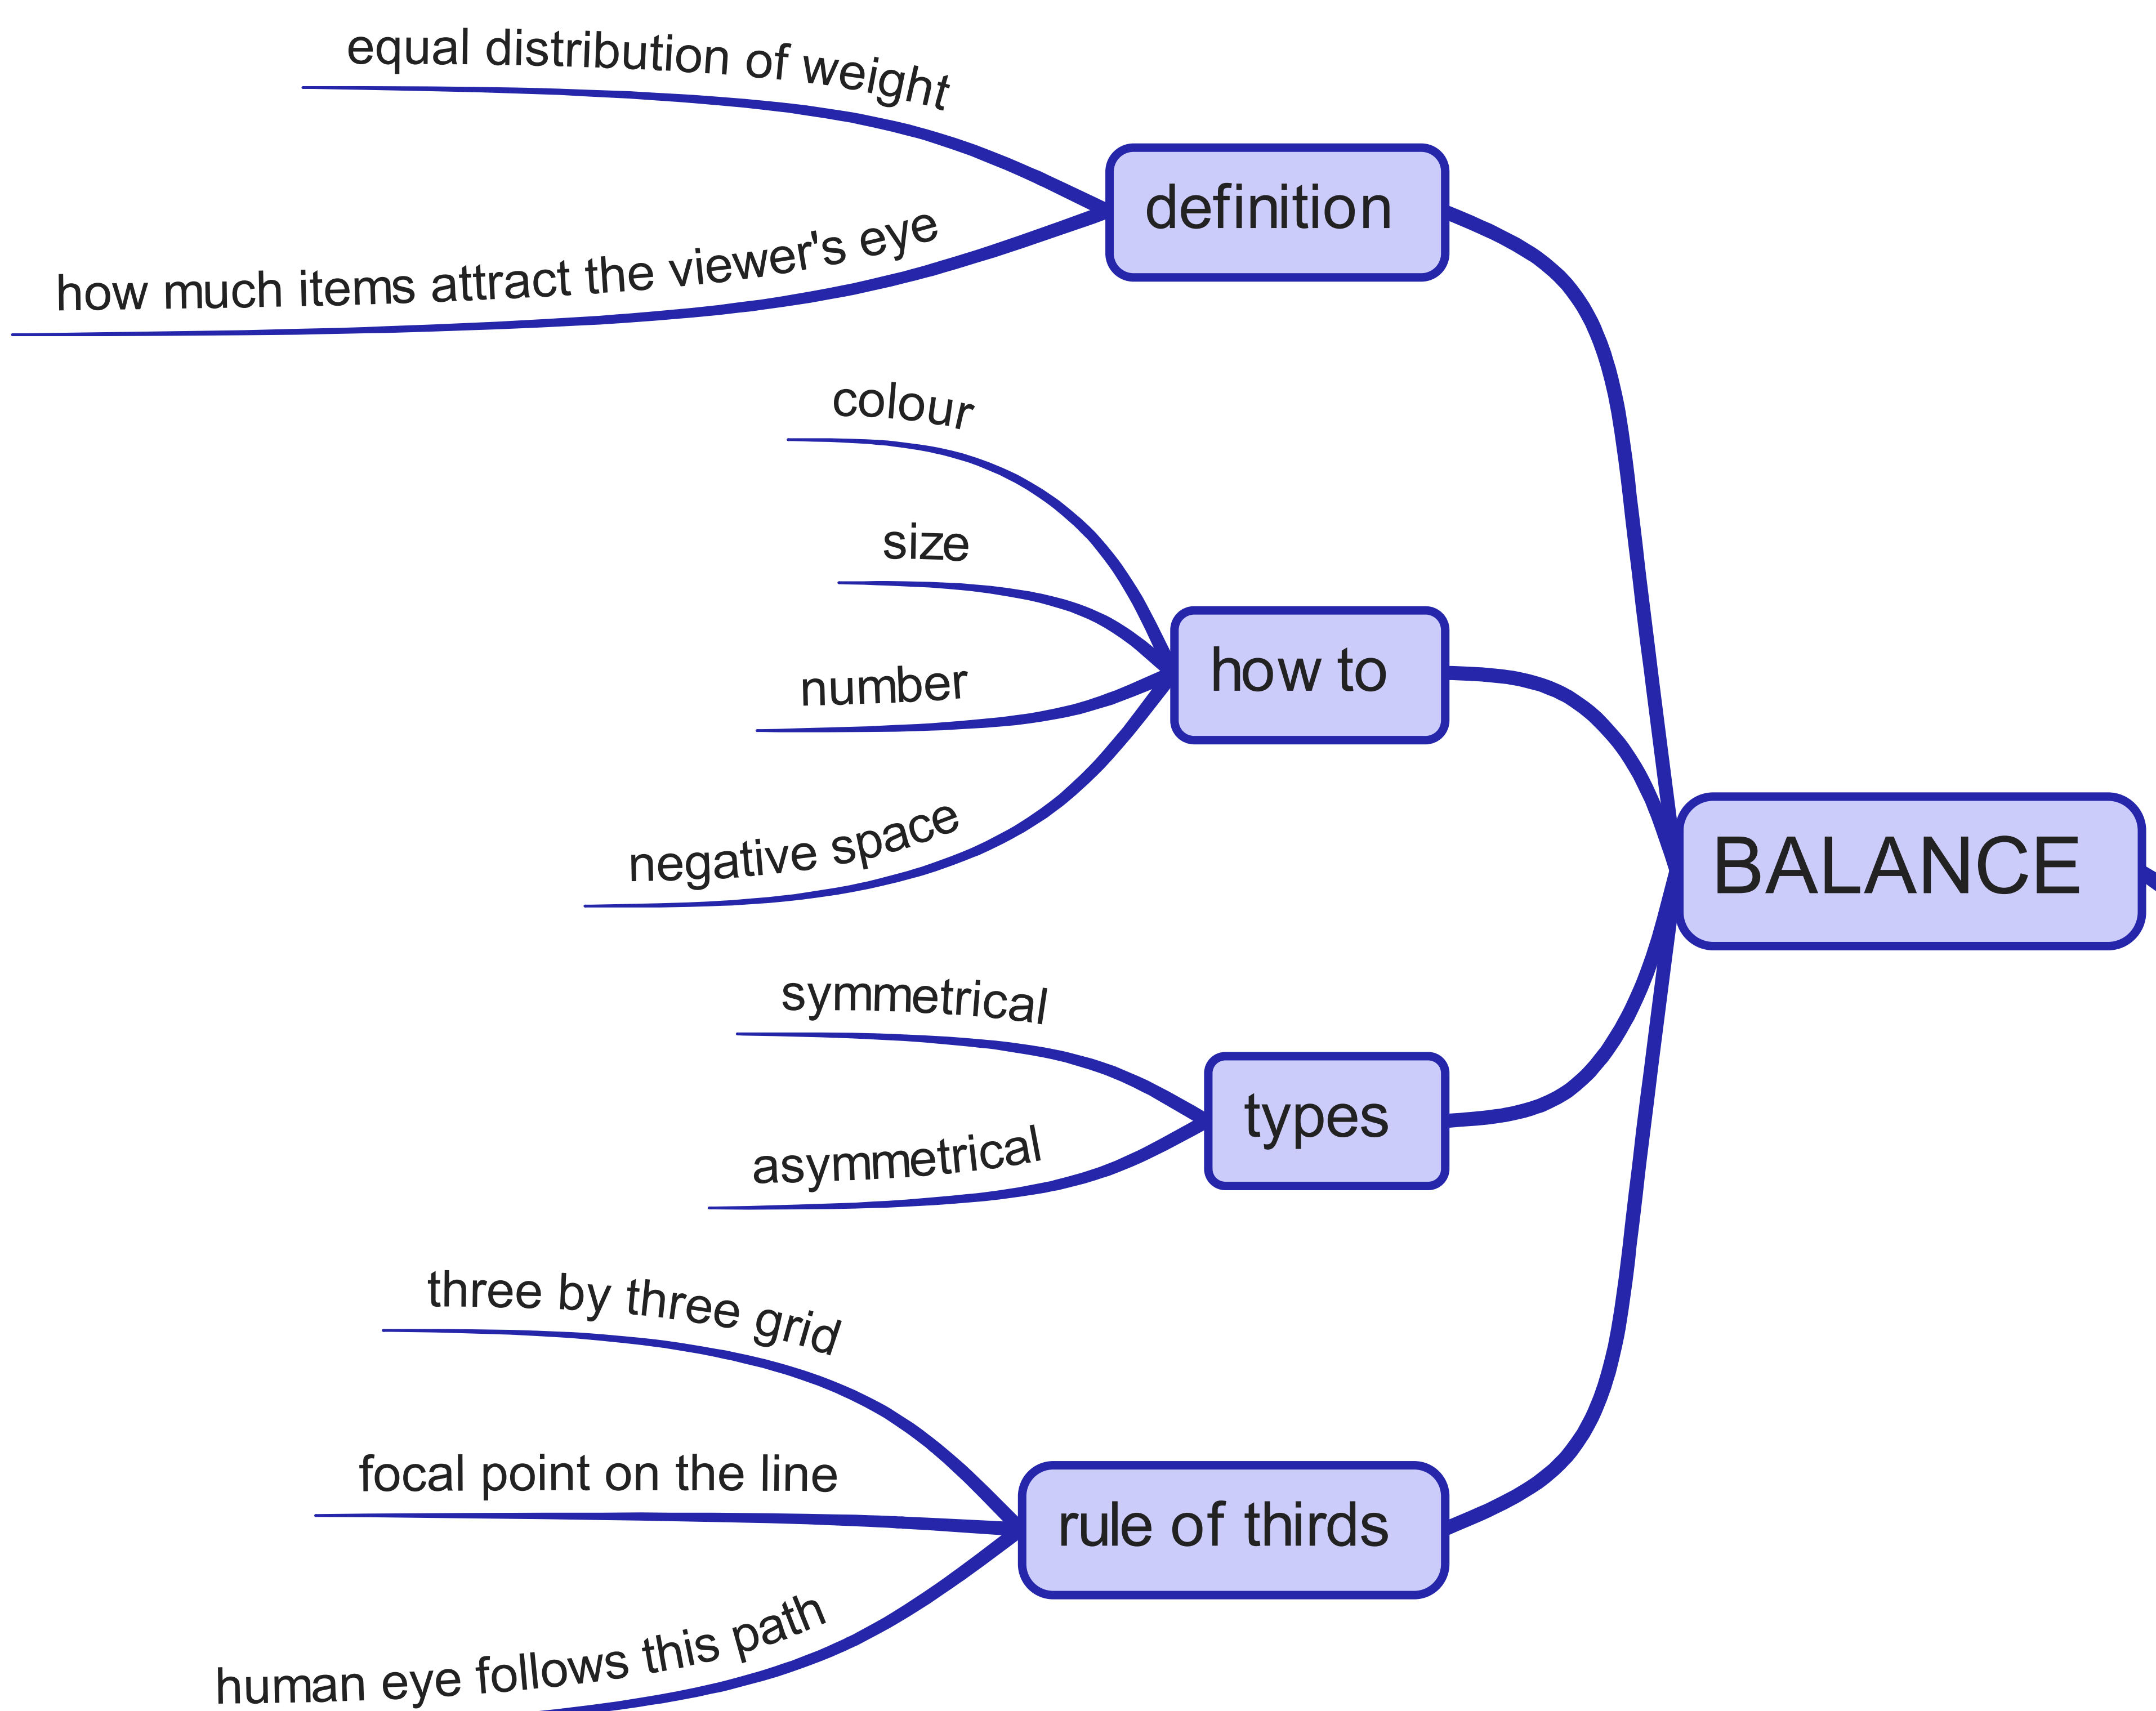 BALANCE
definition
equal distribution of weight
how much items attract the viewer's eye
how to
colour
size
number
negative space
types
symmetrical
asymmetrical
rule of thirds
three by three grid
focal point on the line
human eye follows this path